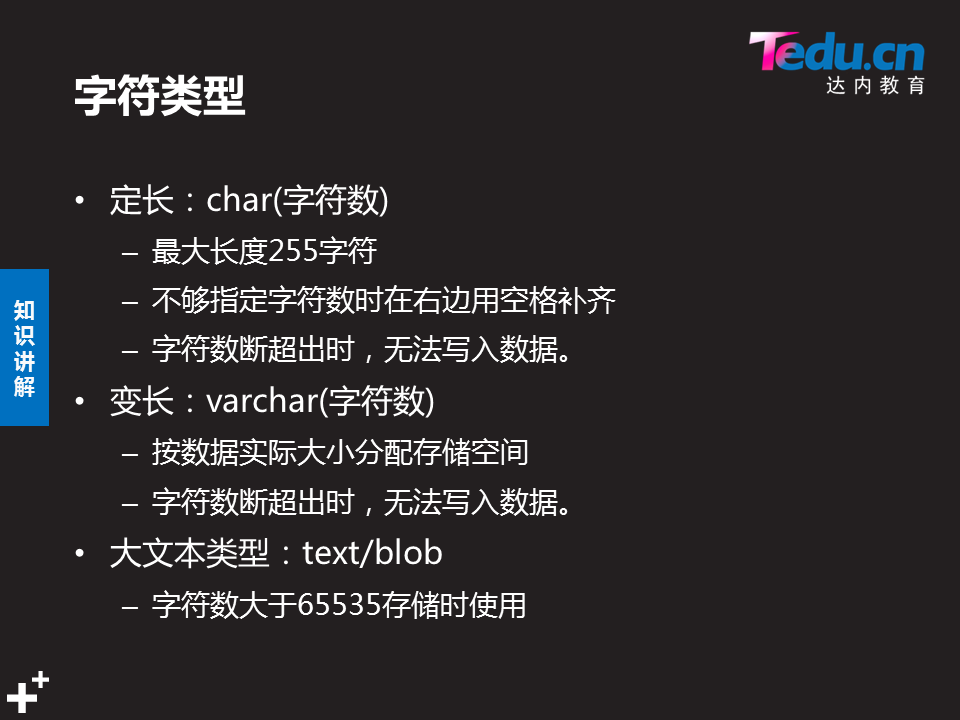 Tedu.cn
达内教育
字符类型
• 定长：char(字符数)
– 最大长度255字符
– 不够指定字符数时在右边用空格补齐
– 字符数断超出时，无法写入数据。
• 变长：varchar(字符数)
– 按数据实际大小分配存储空间
– 字符数断超出时，无法写入数据。
• 大文本类型：text/blob
– 字符数大于65535存储时使用
知识讲解